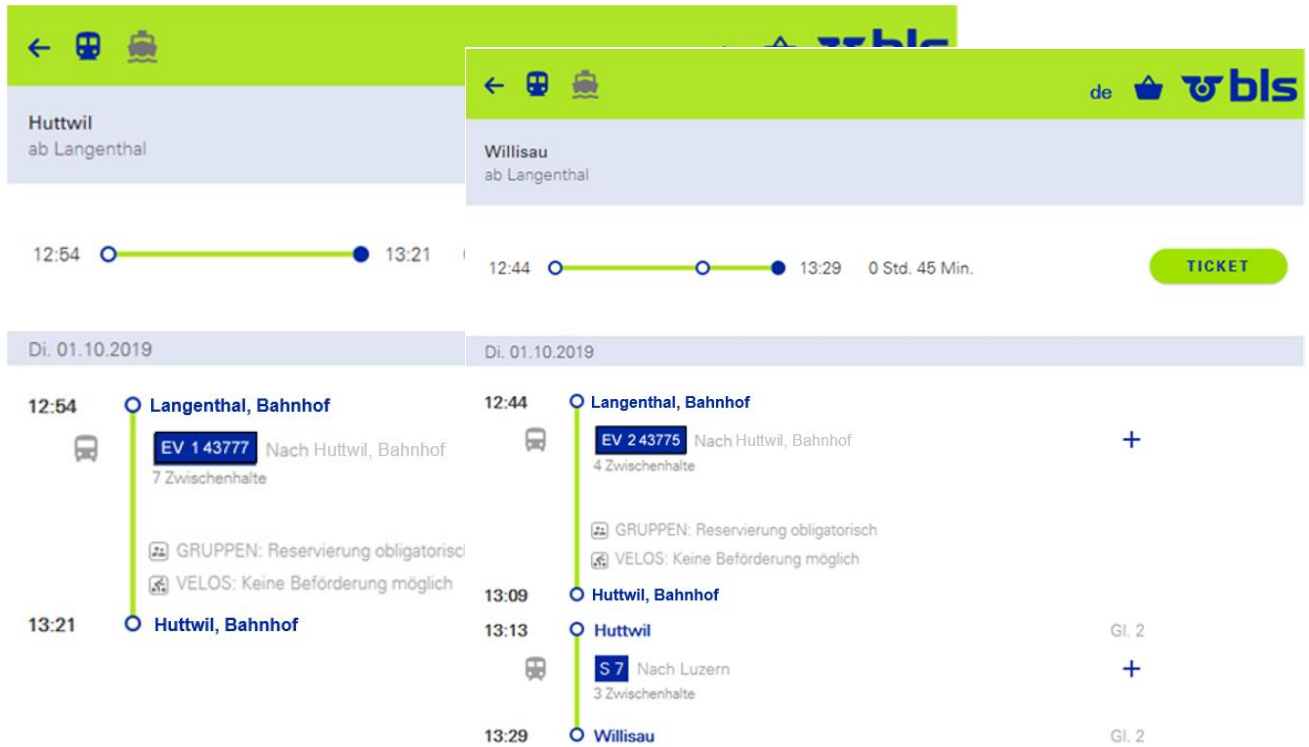 Huttwil
ab Langenthal
12:54 13:21
Di. 01.10.2019
12:54 Langenthal, Bahnhof
EV 1 43777 Nach Huttwil, Bahnhof
7 Zwischenhalte
GRUPPEN: Reservierung
VELOS: Keine Beförderung möglich
13:21 Huttwil, Bahnhof
de bls
Willisau
ab Langenthal
12:44 13:29 0 Std. 45 Min.
TICKET
Di. 01.10.2019
12:44 Langenthal, Bahnhof
EV 2 43775 Nach Huttwil, Bahnhof
4 Zwischenhalte
GRUPPEN: Reservierung obligatorisch
VELOS: Keine Beförderung möglich
13:09 Huttwil, Bahnhof
13:13 Huttwil Gl. 2
S 7 Nach Luzern
3 Zwischenhalte
13:29 Willisau Gl. 2